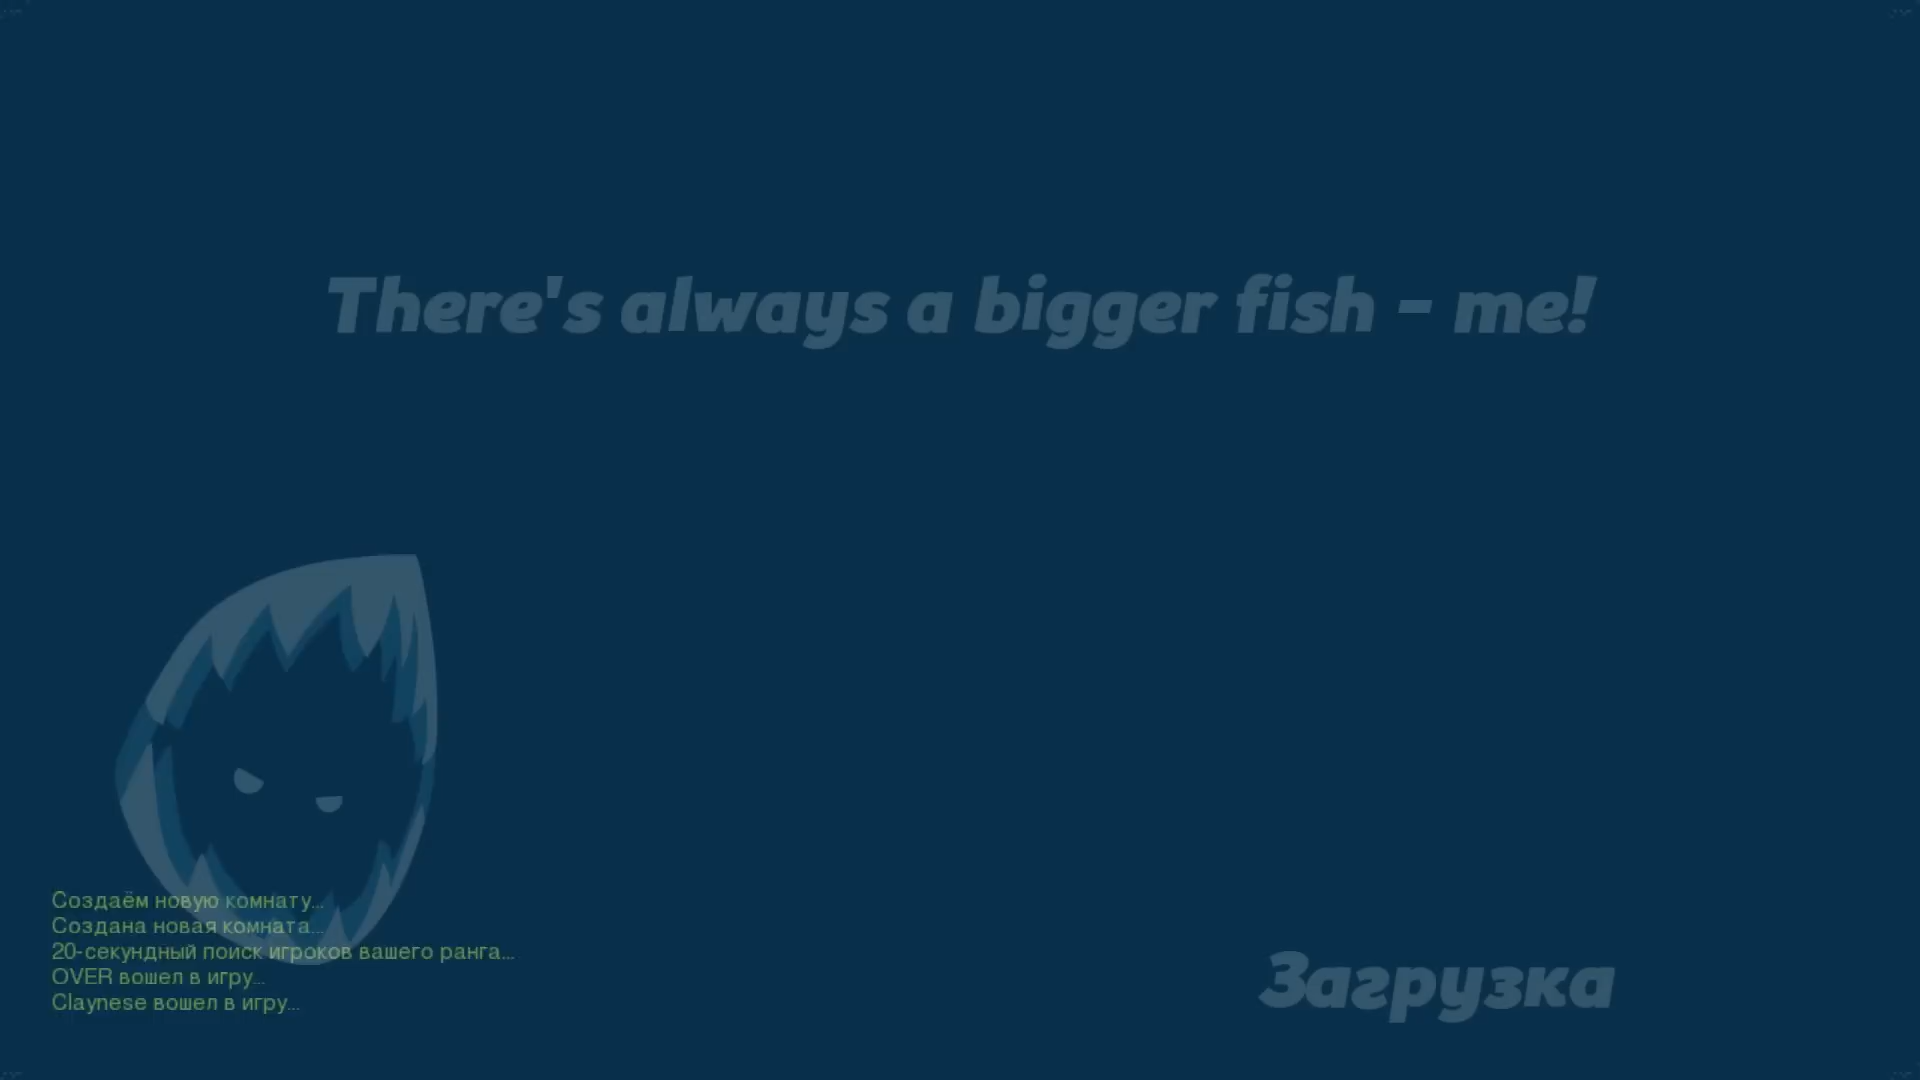 There's always a bigger fish - me!
Создаём новую комнату...
Создана новая комната...
20-секундный поиск игроков вашего ранга...
OVER вошел в игру...
Claynese вошел в игру...
Загрузка